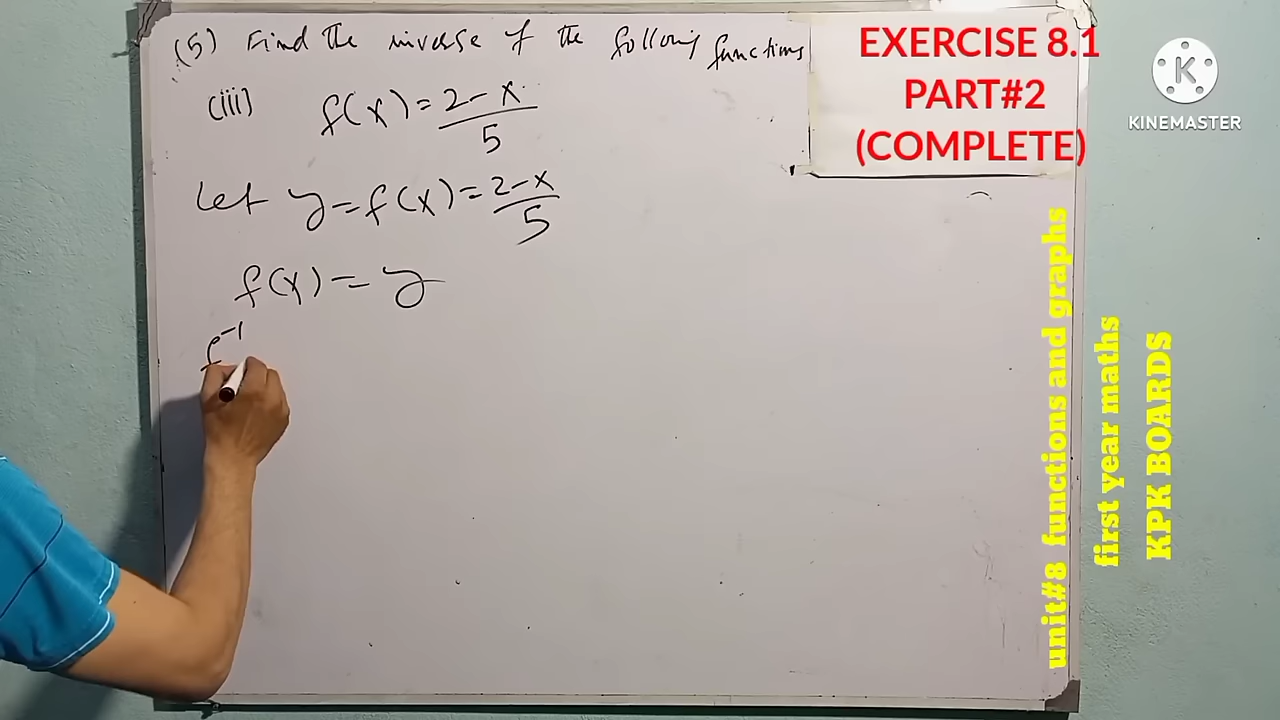 (5) Find the inverse of the following functions
(iii) f(x) = 2-x / 5
Let y = f(x) = 2-x / 5
f(x) = y
f⁻¹
EXERCISE 8.1
PART#2
(COMPLETE)
K
KINEMASTER
unit#8 functions and graphs
first year maths
KPK BOARDS